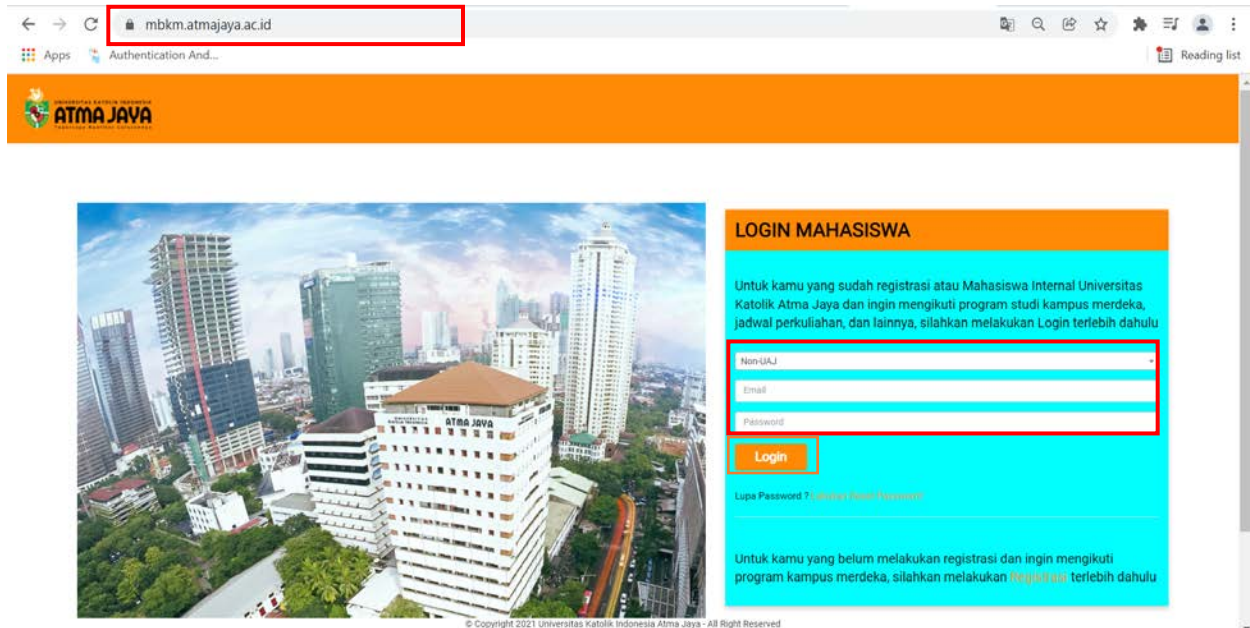 mbkm.atmajaya.ac.id
Apps Authentication And...
Reading list
UNIVERSITAS KATOLIK INDONESIA
ATMA JAYA
LOGIN MAHASISWA
Untuk kamu yang sudah registrasi atau Mahasiswa Internal Universitas
Katolik Atma Jaya dan ingin mengikuti program studi kampus merdeka,
jadwal perkuliahan, dan lainnya, silahkan melakukan Login terlebih dahulu
Non-UAJ
Email
Password
Login
Lupa Password ?
Untuk kamu yang belum melakukan registrasi dan ingin mengikuti
program kampus merdeka, silahkan melakukan Registrasi terlebih dahulu
ATMA JAYA
© Copyright 2021 Universitas Katolik Indonesia Atma Jaya - All Right Reserved